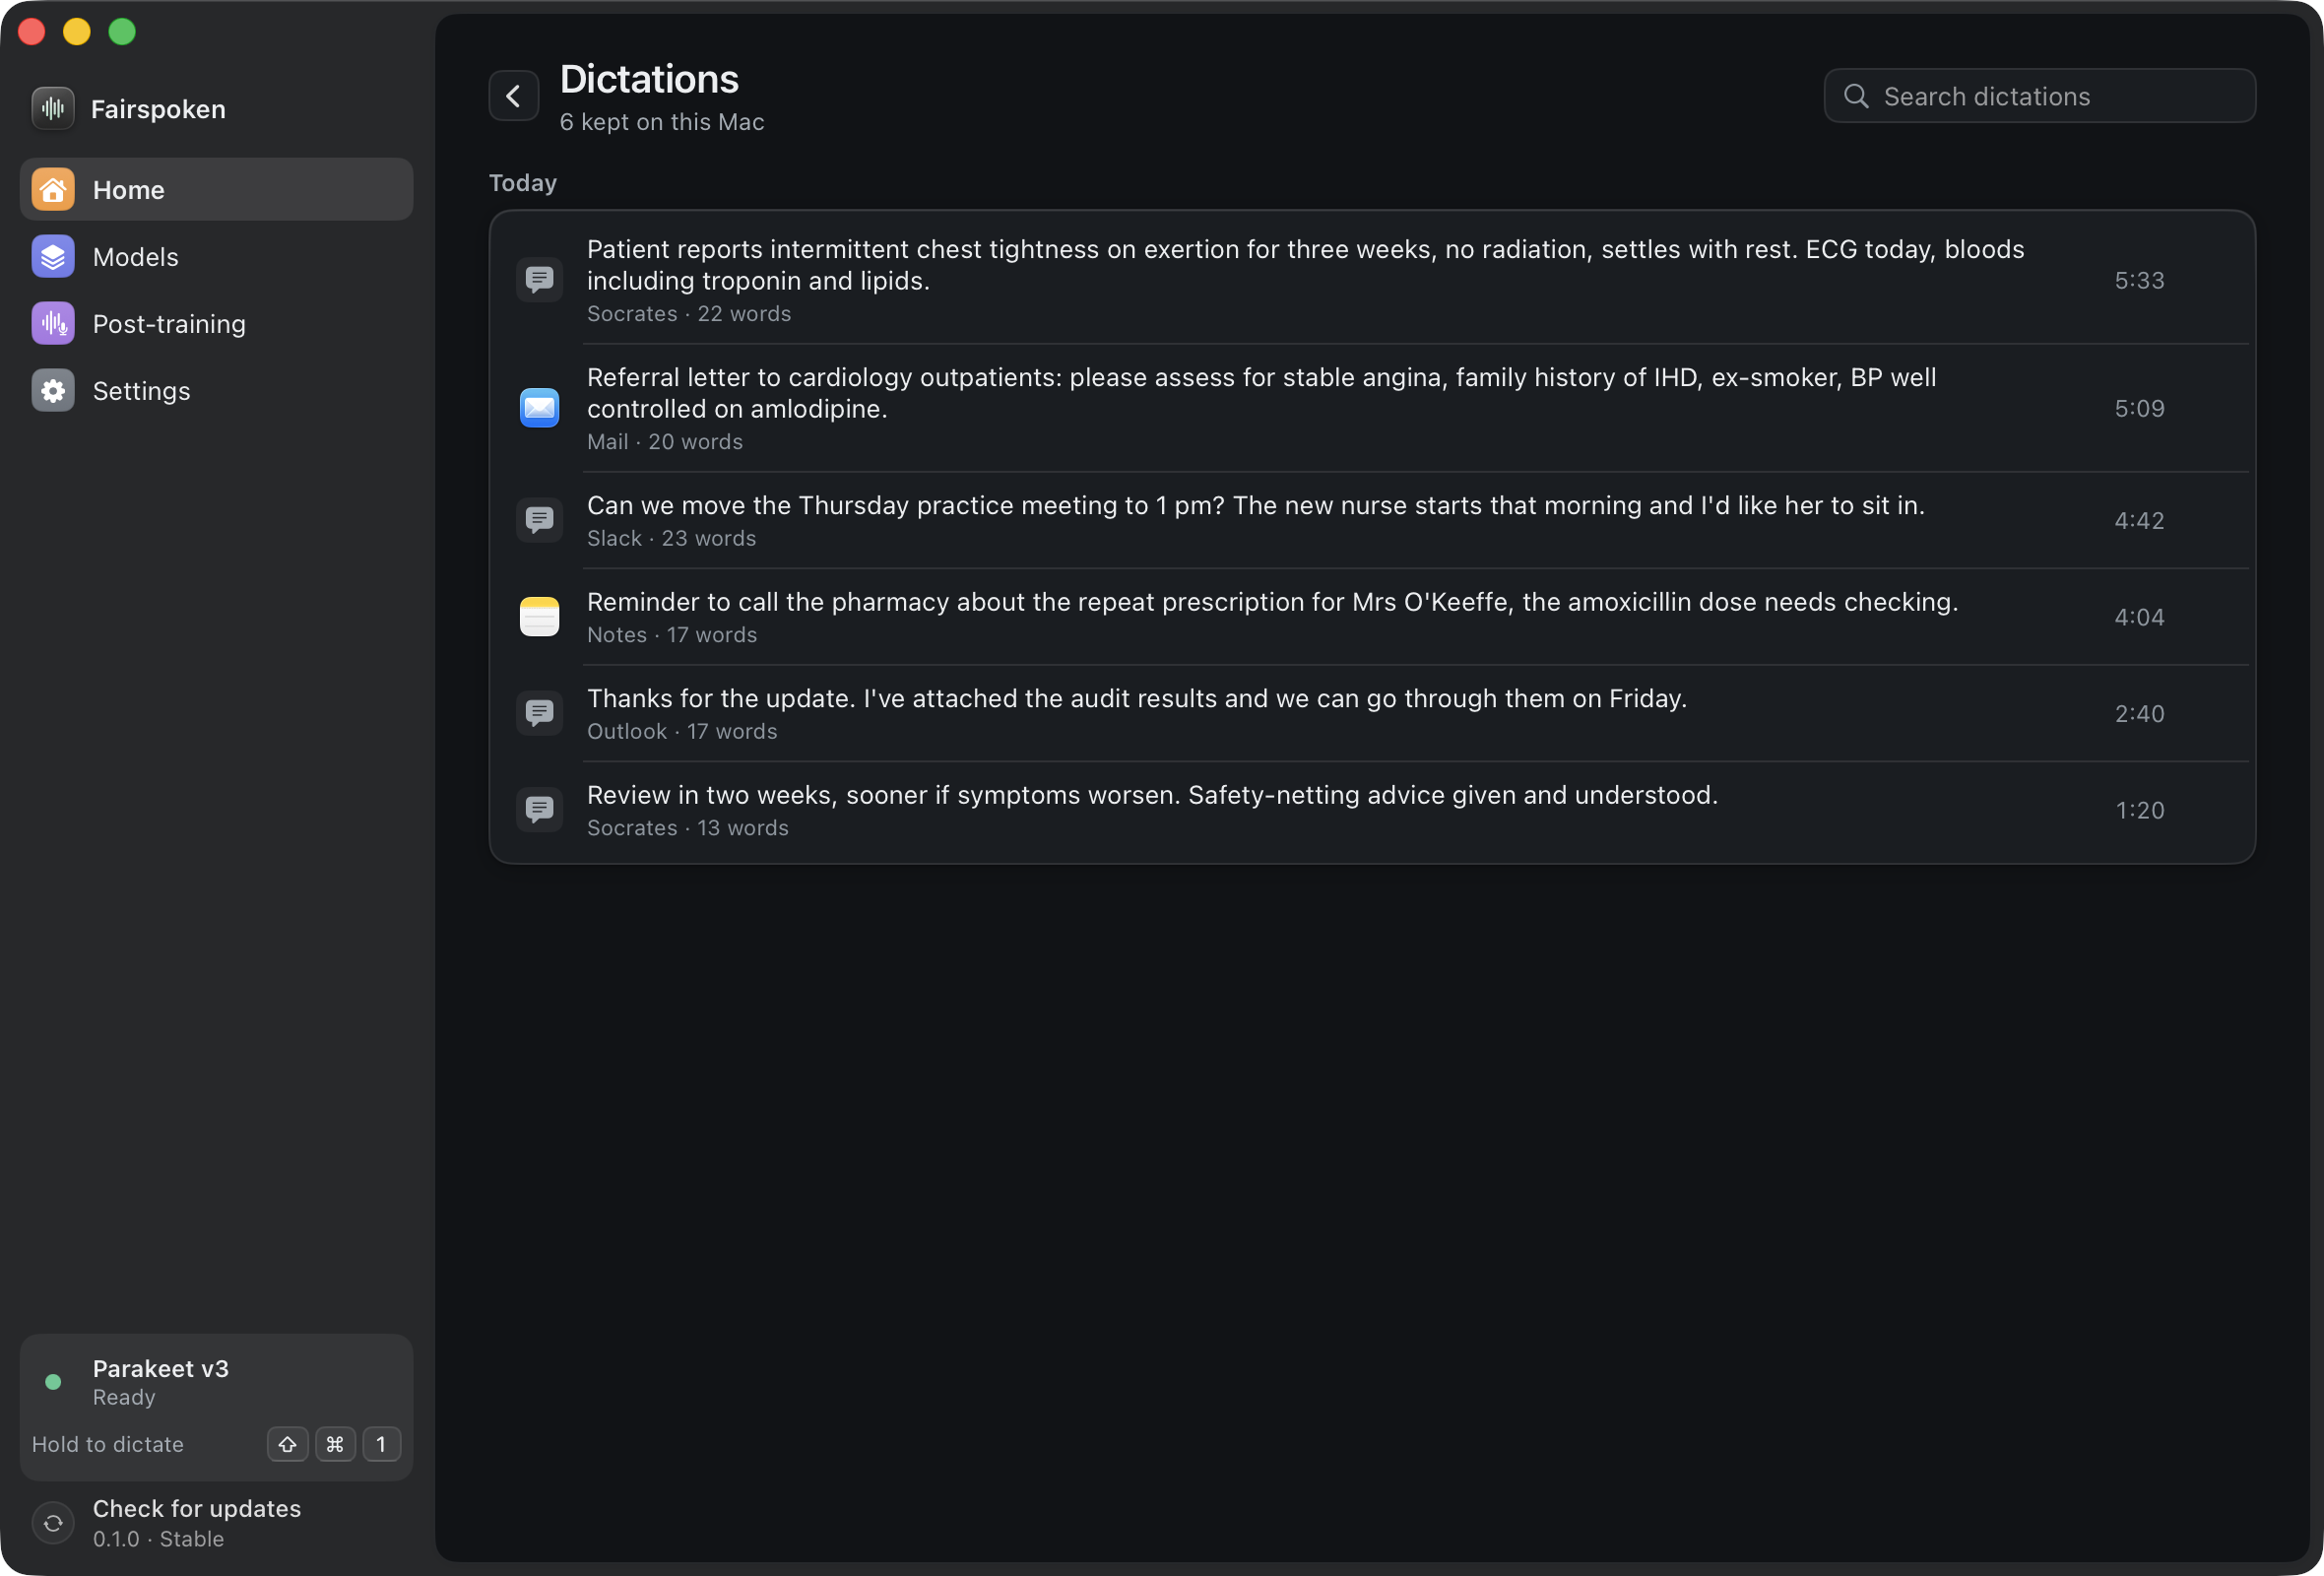 Fairspoken
Home
Models
Post-training
Settings
Parakeet v3
Ready
Hold to dictate
⇧ ⌘ 1
Check for updates
0.1.0 · Stable
Dictations
6 kept on this Mac
Search dictations
Today
Patient reports intermittent chest tightness on exertion for three weeks, no radiation, settles with rest. ECG today, bloods
including troponin and lipids.
Socrates · 22 words
5:33
Referral letter to cardiology outpatients: please assess for stable angina, family history of IHD, ex-smoker, BP well
controlled on amlodipine.
Mail · 20 words
5:09
Can we move the Thursday practice meeting to 1 pm? The new nurse starts that morning and I'd like her to sit in.
Slack · 23 words
4:42
Reminder to call the pharmacy about the repeat prescription for Mrs O'Keeffe, the amoxicillin dose needs checking.
Notes · 17 words
4:04
Thanks for the update. I've attached the audit results and we can go through them on Friday.
Outlook · 17 words
2:40
Review in two weeks, sooner if symptoms worsen. Safety-netting advice given and understood.
Socrates · 13 words
1:20